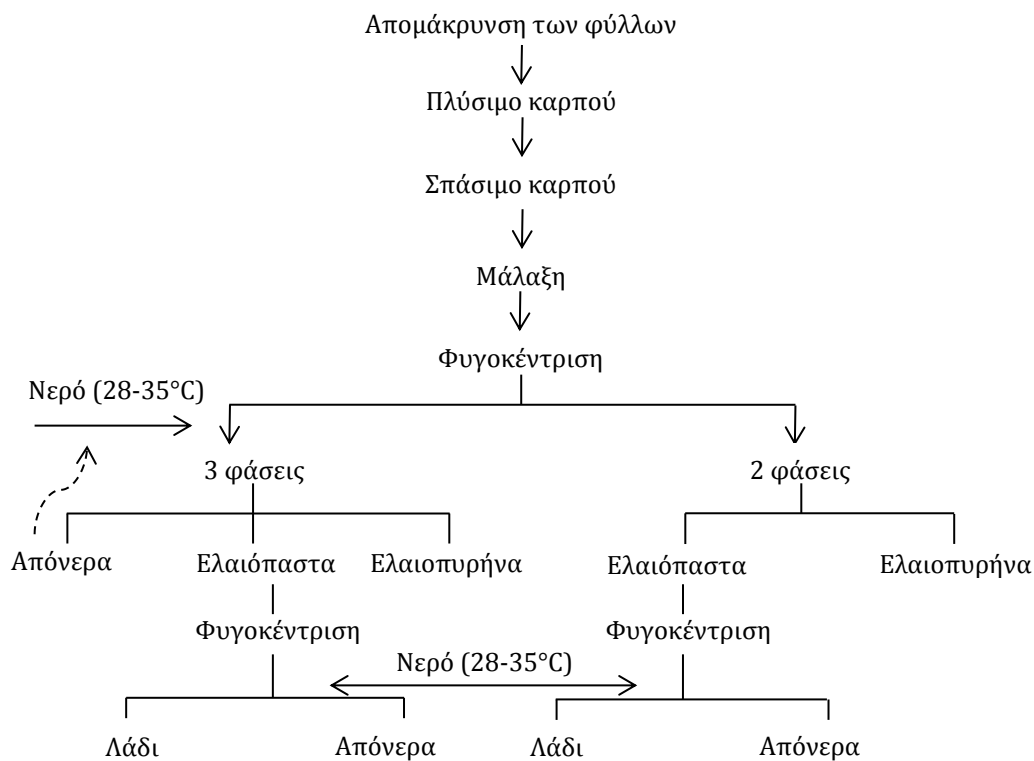 Απομάκρυνση των φύλλων
Πλύσιμο καρπού
Σπάσιμο καρπού
Μάλαξη
Φυγοκέντριση
Νερό (28-35°C)
3 φάσεις
2 φάσεις
Απόνερα
Ελαιόπαστα
Ελαιοπυρήνα
Ελαιόπαστα
Ελαιοπυρήνα
Φυγοκέντριση
Φυγοκέντριση
Νερό (28-35°C)
Λάδι
Απόνερα
Λάδι
Απόνερα